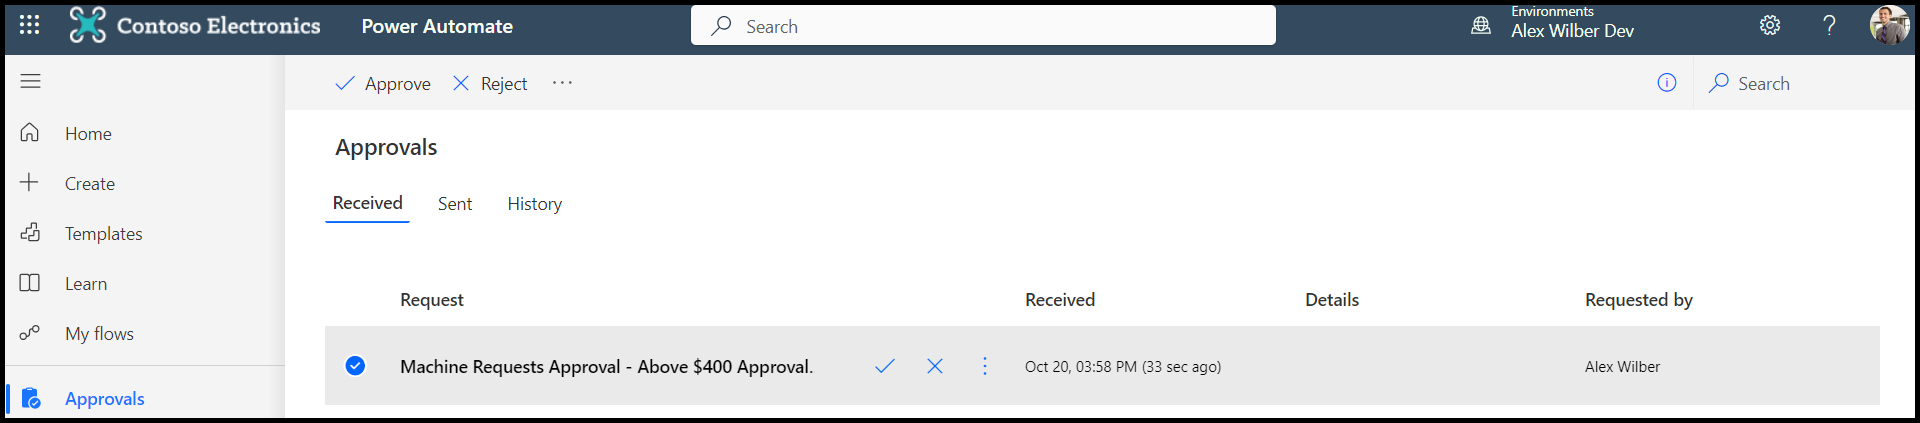 Contoso Electronics
Power Automate
Search
Environments
Alex Wilber Dev
?
Approve
Reject
...
Search
Home
Create
Templates
Learn
My flows
Approvals
Approvals
Received
Sent
History
Request
Received
Details
Requested by
Machine Requests Approval - Above $400 Approval.
Oct 20, 03:58 PM (33 sec ago)
Alex Wilber